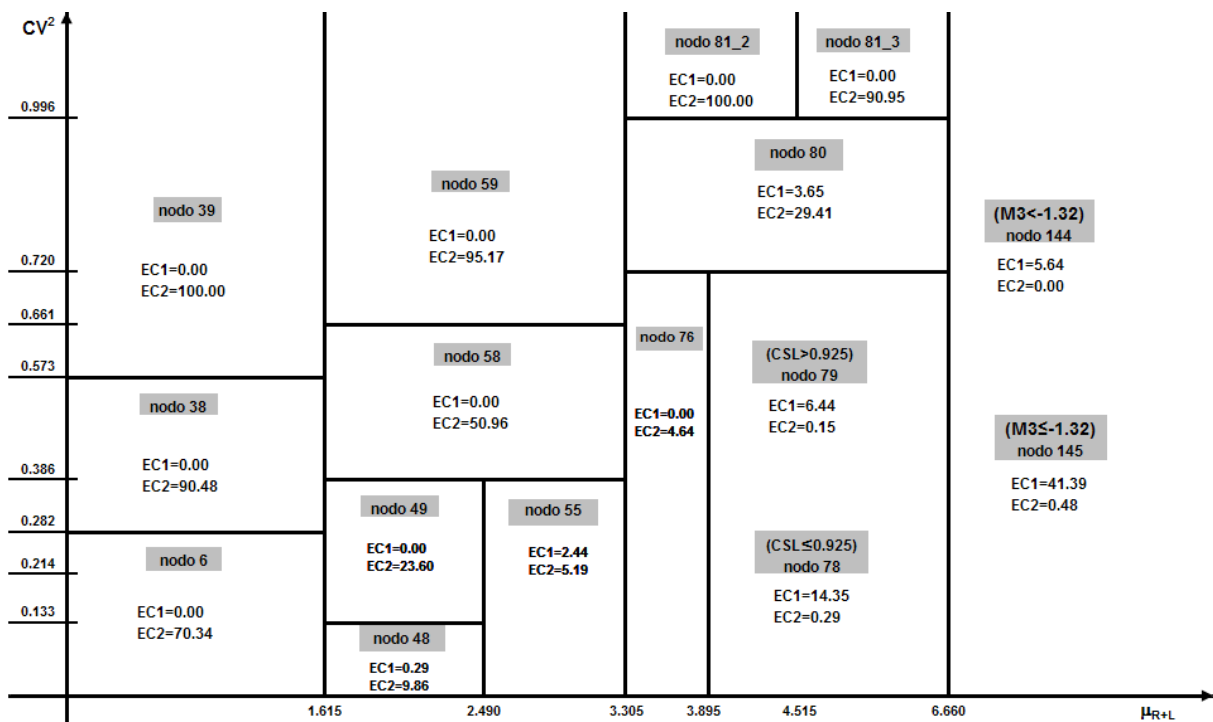 CV²
0.996
0.720
0.661
0.573
0.386
0.282
0.214
0.133
nodo 39
EC1=0.00
EC2=100.00
nodo 38
EC1=0.00
EC2=90.48
nodo 6
EC1=0.00
EC2=70.34
nodo 59
EC1=0.00
EC2=95.17
nodo 58
EC1=0.00
EC2=50.96
nodo 49
EC1=0.00
EC2=23.60
nodo 48
EC1=0.29
EC2=9.86
nodo 55
EC1=2.44
EC2=5.19
nodo 81_2
EC1=0.00
EC2=100.00
nodo 81_3
EC1=0.00
EC2=90.95
nodo 80
EC1=3.65
EC2=29.41
nodo 76
EC1=0.00
EC2=4.64
(CSL>0.925)
nodo 79
EC1=6.44
EC2=0.15
(CSL≤0.925)
nodo 78
EC1=14.35
EC2=0.29
(M3<-1.32)
nodo 144
EC1=5.64
EC2=0.00
(M3≤-1.32)
nodo 145
EC1=41.39
EC2=0.48
1.615
2.490
3.305
3.895
4.515
6.660
μR+L